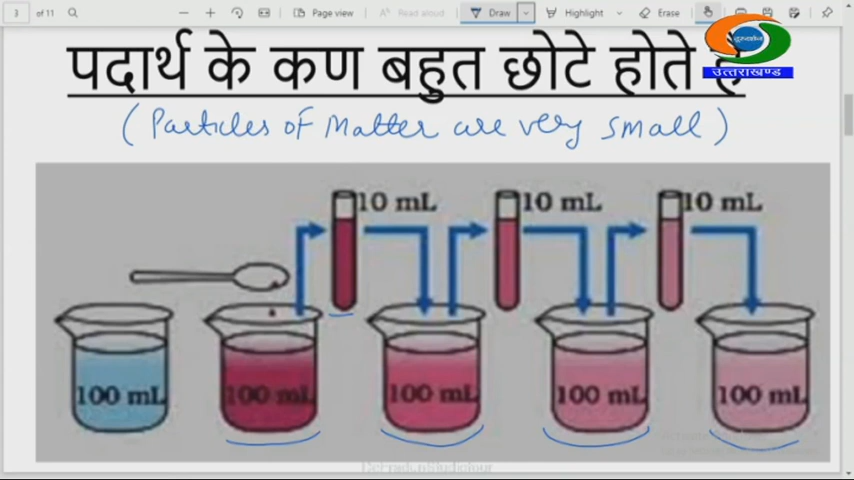 3 of 11 Page view Read aloud Draw Highlight Erase
पदार्थ के कण बहुत छोटे होते है
उत्तराखण्ड
(Particles of Matter are very small)
10 mL 10 mL 10 mL
100 mL 100 mL 100 mL 100 mL 100 mL